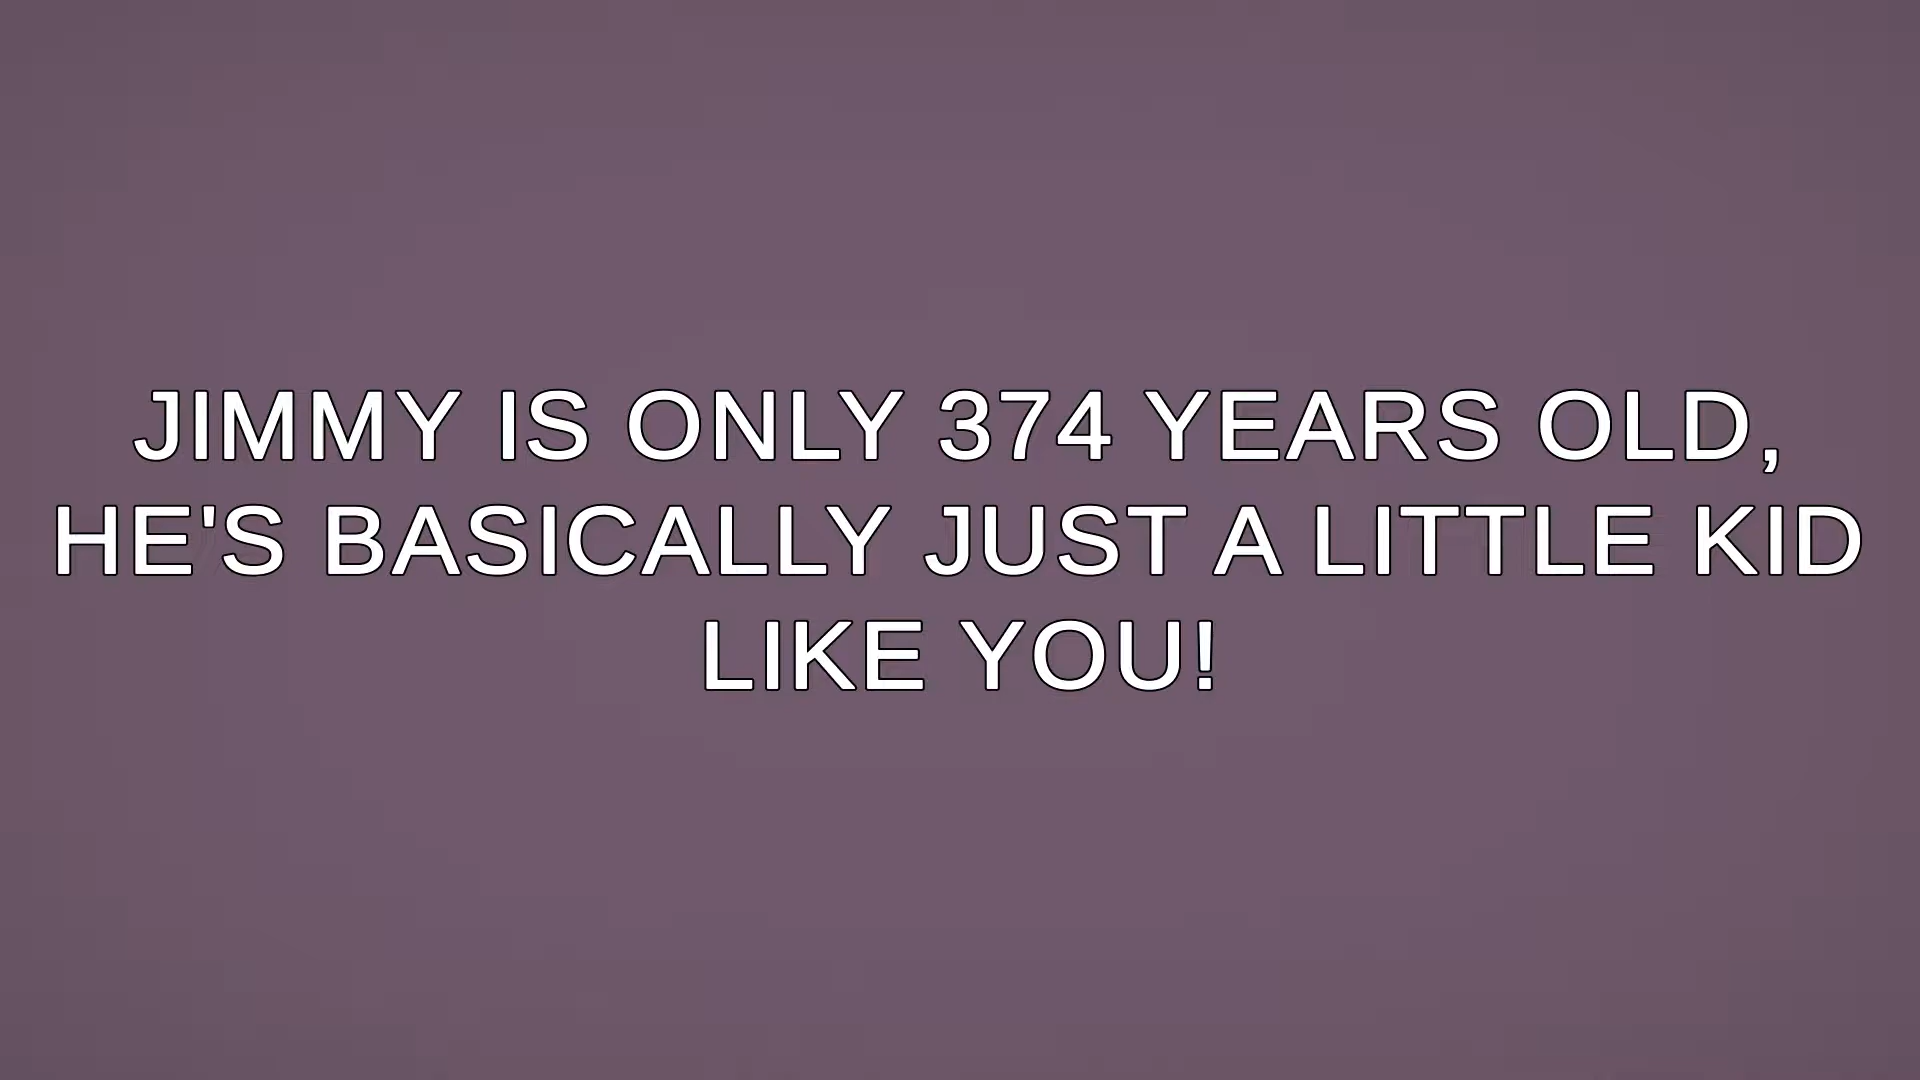 JIMMY IS ONLY 374 YEARS OLD,
HE'S BASICALLY JUST A LITTLE KID
LIKE YOU!